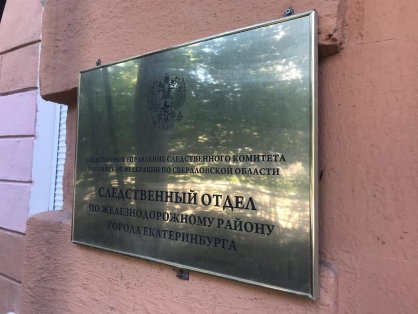 СЛЕДСТВЕННОЕ УПРАВЛЕНИЕ СЛЕДСТВЕННОГО КОМИТЕТА
РОССИЙСКОЙ ФЕДЕРАЦИИ ПО СВЕРДЛОВСКОЙ ОБЛАСТИ
СЛЕДСТВЕННЫЙ ОТДЕЛ
ПО ЖЕЛЕЗНОДОРОЖНОМУ РАЙОНУ
ГОРОДА ЕКАТЕРИНБУРГА